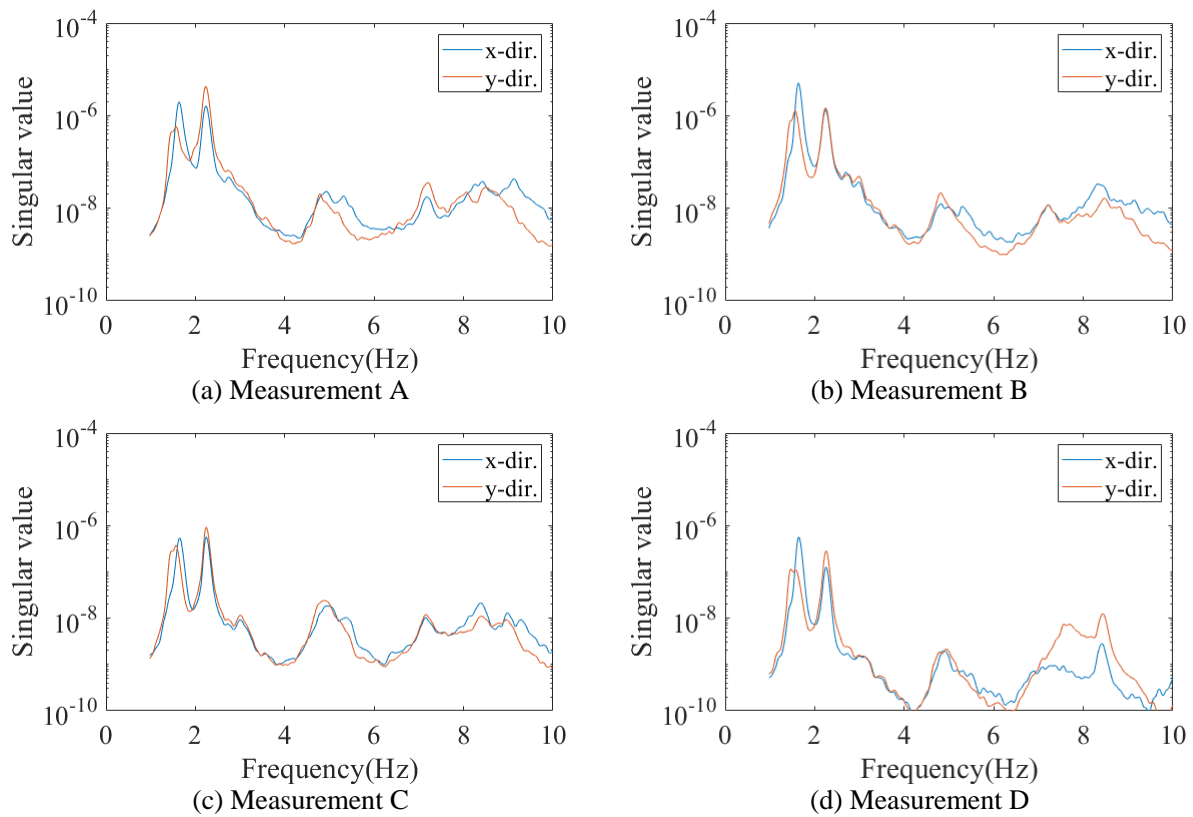 10^-4
10^-6
10^-8
10^-10
Singular value
x-dir.
y-dir.
0 2 4 6 8 10
Frequency(Hz)
(a) Measurement A
10^-4
10^-6
10^-8
10^-10
Singular value
x-dir.
y-dir.
0 2 4 6 8 10
Frequency(Hz)
(b) Measurement B
10^-4
10^-6
10^-8
10^-10
Singular value
x-dir.
y-dir.
0 2 4 6 8 10
Frequency(Hz)
(c) Measurement C
10^-4
10^-6
10^-8
10^-10
Singular value
x-dir.
y-dir.
0 2 4 6 8 10
Frequency(Hz)
(d) Measurement D